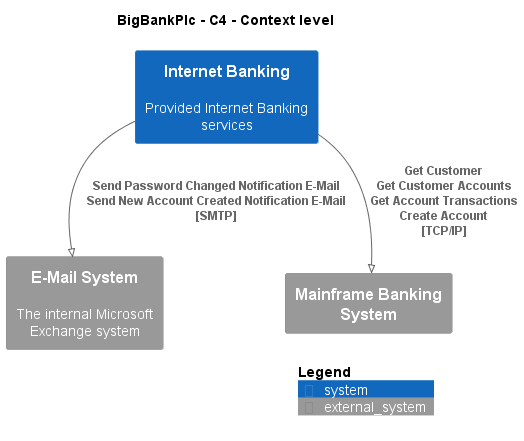 BigBankPlc - C4 - Context level
Internet Banking
Provided Internet Banking
services
Send Password Changed Notification E-Mail
Send New Account Created Notification E-Mail
[SMTP]
Get Customer
Get Customer Accounts
Get Account Transactions
Create Account
[TCP/IP]
E-Mail System
The internal Microsoft
Exchange system
Mainframe Banking
System
Legend
system
external_system